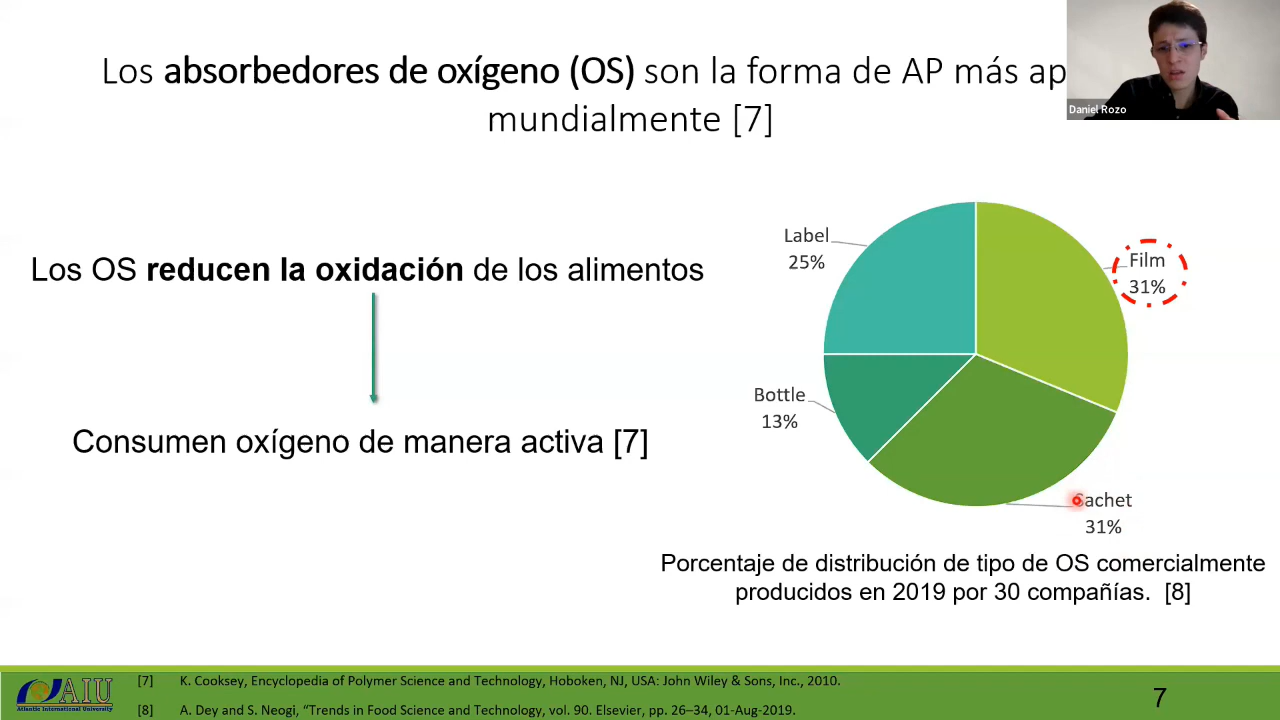 Los absorbedores de oxígeno (OS) son la forma de AP más
mundialmente [7]
Daniel Rozo
Los OS reducen la oxidación de los alimentos
Consumen oxígeno de manera activa [7]
Label
25%
Film
31%
Bottle
13%
Sachet
31%
Porcentaje de distribución de tipo de OS comercialmente
producidos en 2019 por 30 compañías. [8]
AIU
Atlantic International University
[7] K. Cooksey, Encyclopedia of Polymer Science and Technology, Hoboken, NJ, USA: John Wiley & Sons, Inc., 2010.
[8] A. Dey and S. Neogi, “Trends in Food Science and Technology, vol. 90. Elsevier, pp. 26–34, 01-Aug-2019.
7